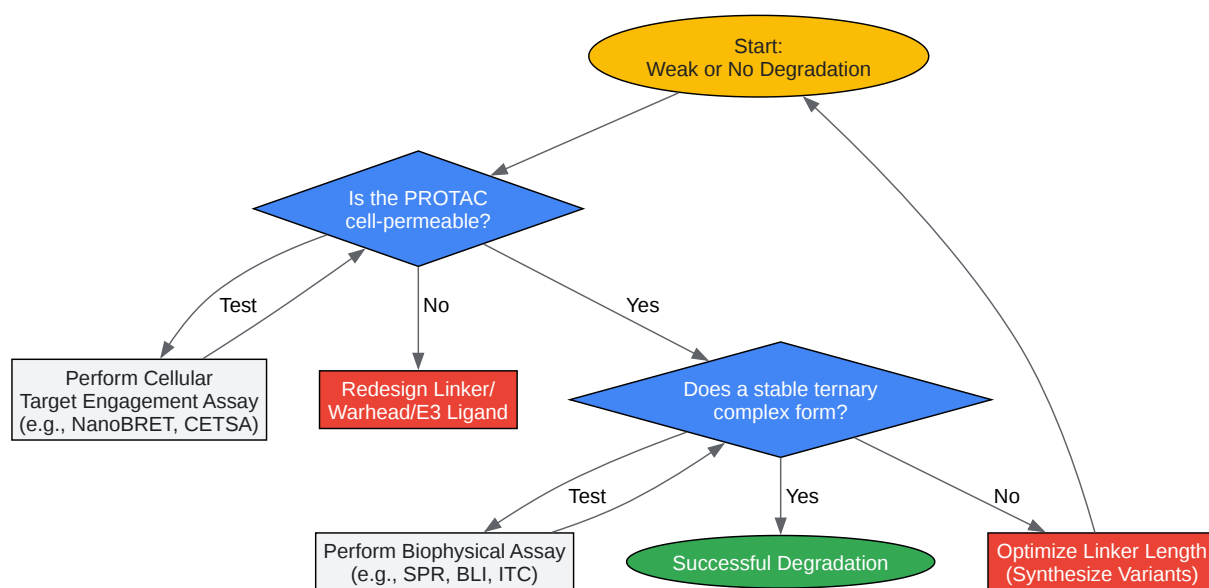 Start:
Weak or No Degradation
Is the PROTAC
cell-permeable?
Test
No
Yes
Perform Cellular
Target Engagement Assay
(e.g., NanoBRET, CETSA)
Redesign Linker/
Warhead/E3 Ligand
Does a stable ternary
complex form?
Test
Yes
No
Perform Biophysical Assay
(e.g., SPR, BLI, ITC)
Successful Degradation
Optimize Linker Length
(Synthesize Variants)